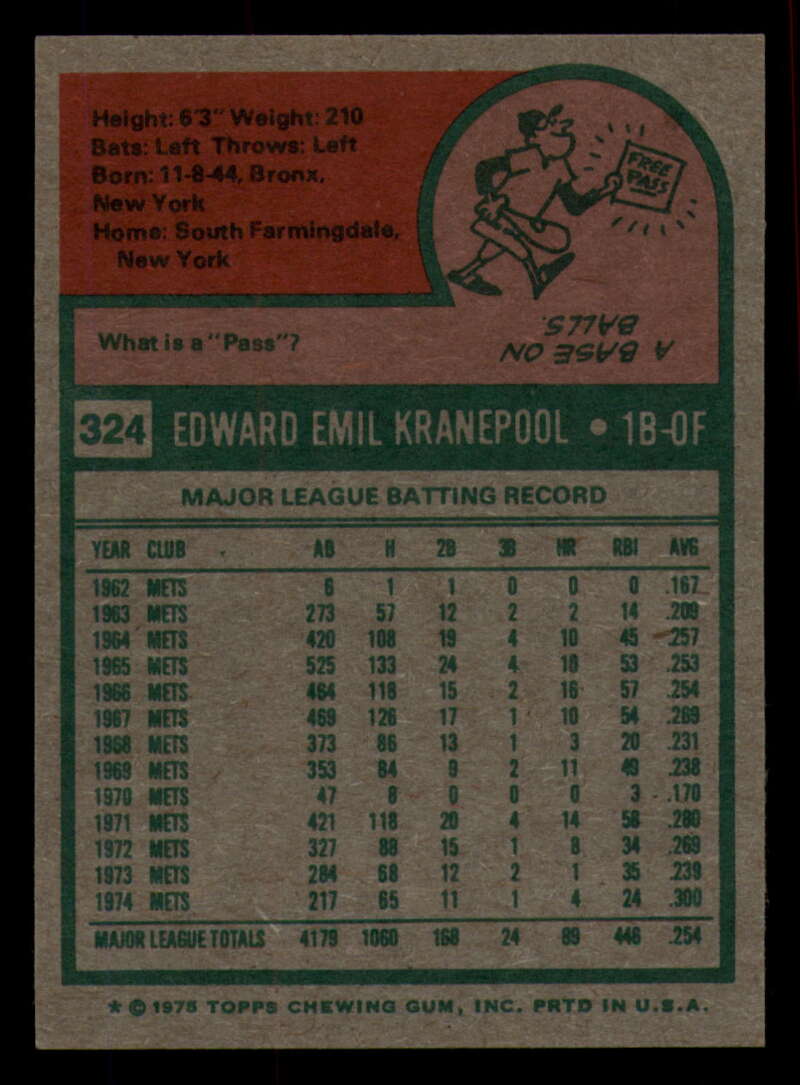 Height: 6'3" Weight: 210
Bats: Left Throws: Left
Born: 11-8-44, Bronx,
New York
Home: South Farmingdale,
New York
FREE
PASS
What is a "Pass"?
A BASE ON
BALLS.
324 EDWARD EMIL KRANEPOOL • 1B-OF
MAJOR LEAGUE BATTING RECORD
YEAR CLUB AB H 2B 3B HR RBI AVG
1962 METS 6 1 1 0 0 0 .167
1963 METS 273 57 12 2 2 14 .209
1964 METS 420 108 19 4 10 45 .257
1965 METS 525 133 24 4 10 53 .253
1966 METS 464 118 15 2 16 57 .254
1967 METS 469 126 17 1 10 54 .269
1968 METS 373 86 13 1 3 20 .231
1969 METS 353 84 9 2 11 49 .238
1970 METS 47 8 0 0 0 3 .170
1971 METS 421 118 20 4 14 58 .280
1972 METS 327 88 15 1 8 34 .269
1973 METS 284 68 12 2 1 35 .239
1974 METS 217 65 11 1 4 24 .300
MAJOR LEAGUE TOTALS 4179 1060 168 24 89 446 .254
* © 1975 TOPPS CHEWING GUM, INC. PRTD IN U.S.A.